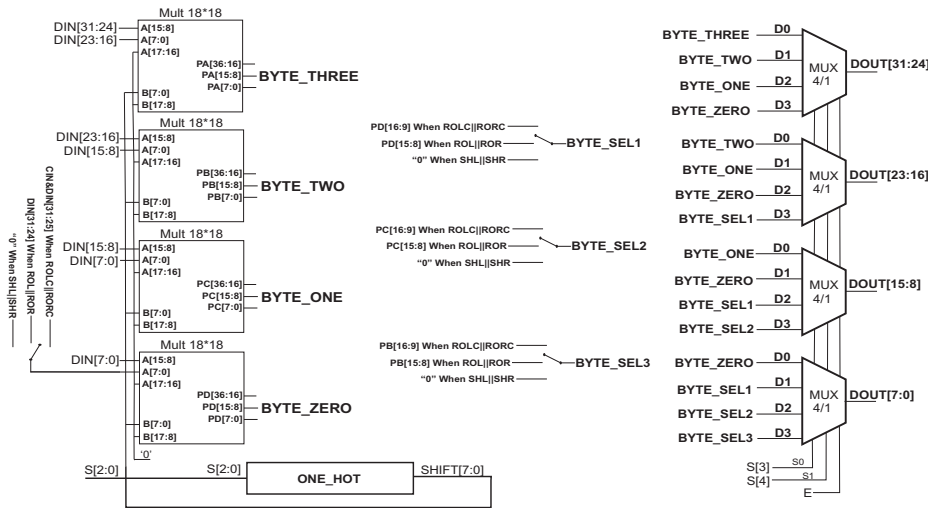 Mult 18*18
DIN[31:24]
DIN[23:16]
A[15:8]
A[7:0]
A[17:16]
PA[36:16]
PA[15:8]
PA[7:0]
BYTE_THREE
B[7:0]
B[17:8]
Mult 18*18
DIN[23:16]
DIN[15:8]
A[15:8]
A[7:0]
A[17:16]
PB[36:16]
PB[15:8]
PB[7:0]
BYTE_TWO
B[7:0]
B[17:8]
Mult 18*18
DIN[15:8]
DIN[7:0]
A[15:8]
A[7:0]
A[17:16]
PC[36:16]
PC[15:8]
PC[7:0]
BYTE_ONE
B[7:0]
B[17:8]
Mult 18*18
DIN[7:0]
A[15:8]
A[7:0]
A[17:16]
PD[36:16]
PD[15:8]
PD[7:0]
BYTE_ZERO
B[7:0]
B[17:8]
'0'
CIN&DIN[31:25] When ROLC||RORC
DIN[31:24] When ROL||ROR
"0" When SHL||SHR
S[2:0]
S[2:0]
ONE_HOT
SHIFT[7:0]
PD[16:9] When ROLC||RORC
PD[15:8] When ROL||ROR
"0" When SHL||SHR
BYTE_SEL1
PC[16:9] When ROLC||RORC
PC[15:8] When ROL||ROR
"0" When SHL||SHR
BYTE_SEL2
PB[16:9] When ROLC||RORC
PB[15:8] When ROL||ROR
"0" When SHL||SHR
BYTE_SEL3
BYTE_THREE D0
BYTE_TWO D1
BYTE_ONE D2
BYTE_ZERO D3
MUX
4/1
DOUT[31:24]
BYTE_TWO D0
BYTE_ONE D1
BYTE_ZERO D2
BYTE_SEL1 D3
MUX
4/1
DOUT[23:16]
BYTE_ONE D0
BYTE_ZERO D1
BYTE_SEL1 D2
BYTE_SEL2 D3
MUX
4/1
DOUT[15:8]
BYTE_ZERO D0
BYTE_SEL1 D1
BYTE_SEL2 D2
BYTE_SEL3 D3
MUX
4/1
DOUT[7:0]
S[3] S0
S[4] S1
E